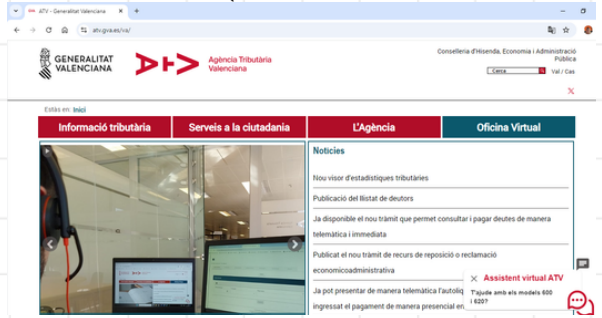 ATV - Generalitat Valenciana
atv.gva.es/va/
GENERALITAT
VALENCIANA
Agència Tributària
Valenciana
Conselleria d'Hisenda, Economia i Administració
Pública
Cerca
Val / Cas
Estàs en: Inici
Informació tributària
Serveis a la ciutadania
L'Agència
Oficina Virtual
Notícies
Nou visor d'estadístiques tributàries
Publicació del llistat de deutors
Ja disponible el nou tràmit que permet consultar i pagar deutes de manera
telemàtica i immediata
Publicat el nou tràmit de recurs de reposició o reclamació
economicoadministrativa
Ja pot presentar de manera telemàtica l'autoliq
ingressat el pagament de manera presencial en
Assistent virtual ATV
T'ajude amb els models 600
i 620?